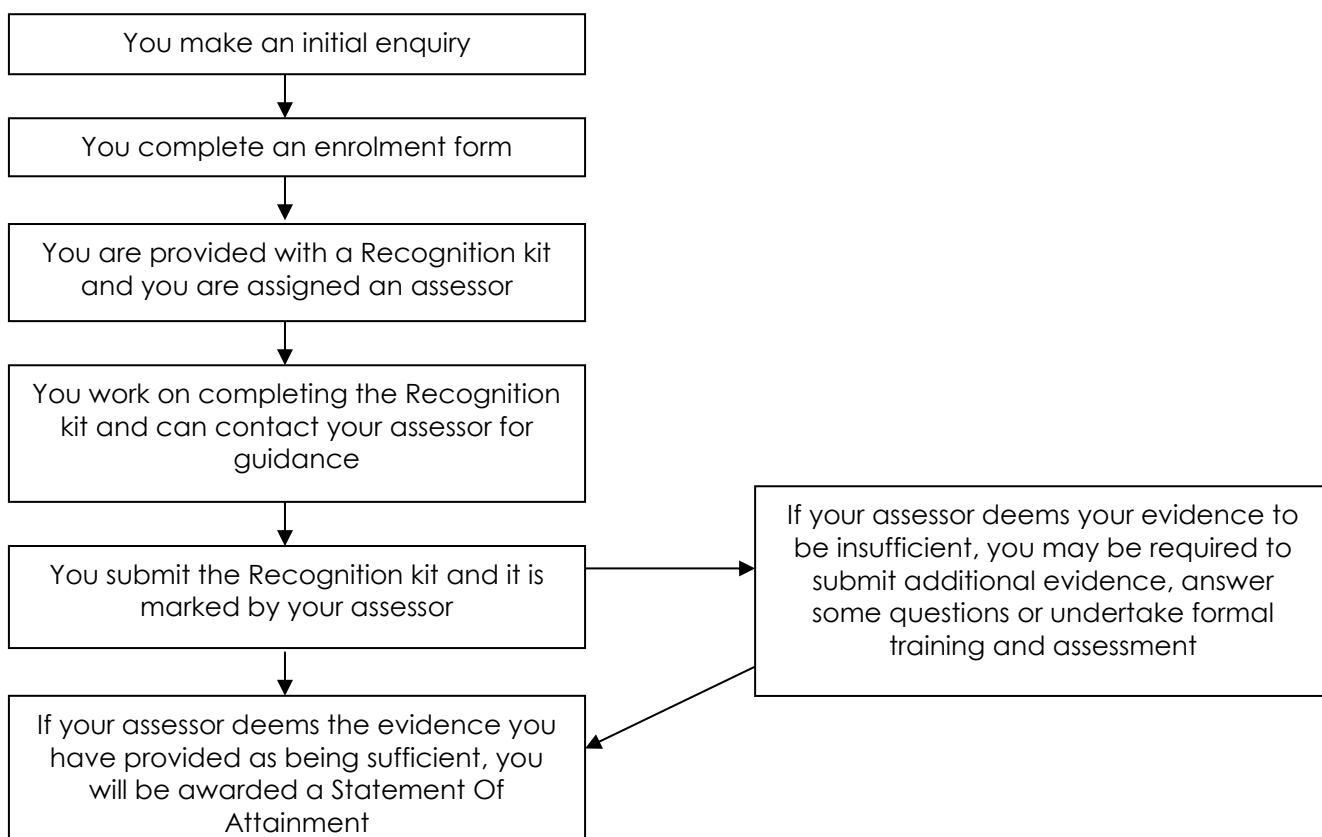 You make an initial enquiry
You complete an enrolment form
You are provided with a Recognition kit
and you are assigned an assessor
You work on completing the Recognition
kit and can contact your assessor for
guidance
You submit the Recognition kit and it is
marked by your assessor
If your assessor deems your evidence to
be insufficient, you may be required to
submit additional evidence, answer
some questions or undertake formal
training and assessment
If your assessor deems the evidence you
have provided as being sufficient, you
will be awarded a Statement Of
Attainment